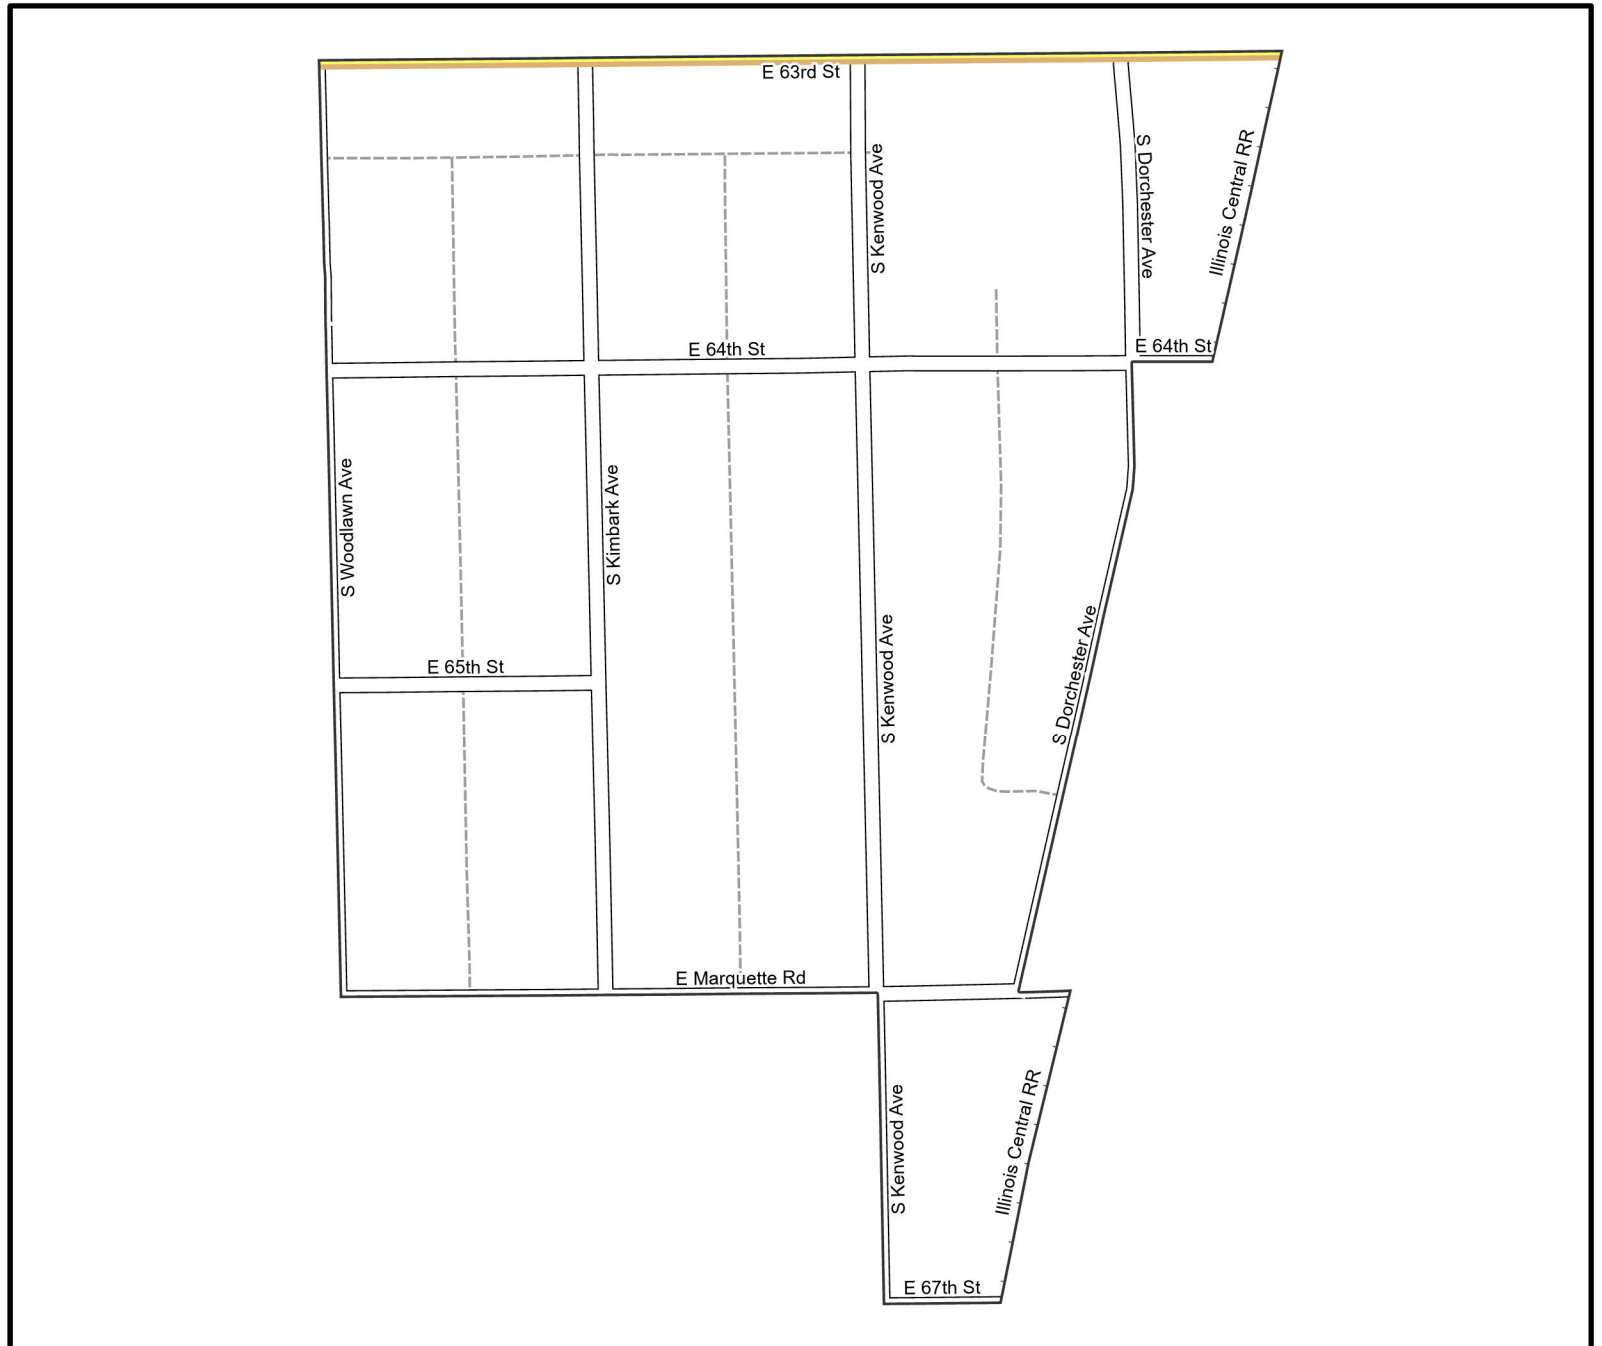 E 63rd St
S Kenwood Ave
S Dorchester Ave
Illinois Central RR
E 64th St
E 64th St
S Woodlawn Ave
S Kimbark Ave
S Kenwood Ave
S Dorchester Ave
E 65th St
E Marquette Rd
S Kenwood Ave
Illinois Central RR
E 67th St